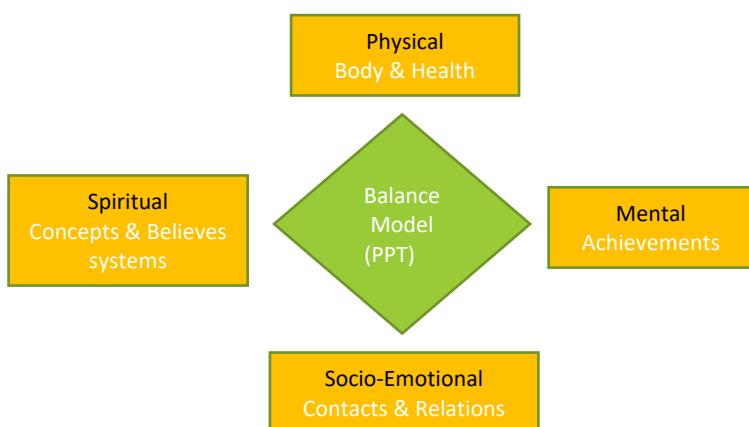 Physical
Body & Health
Spiritual
Concepts & Believes
systems
Balance
Model
(PPT)
Mental
Achievements
Socio-Emotional
Contacts & Relations